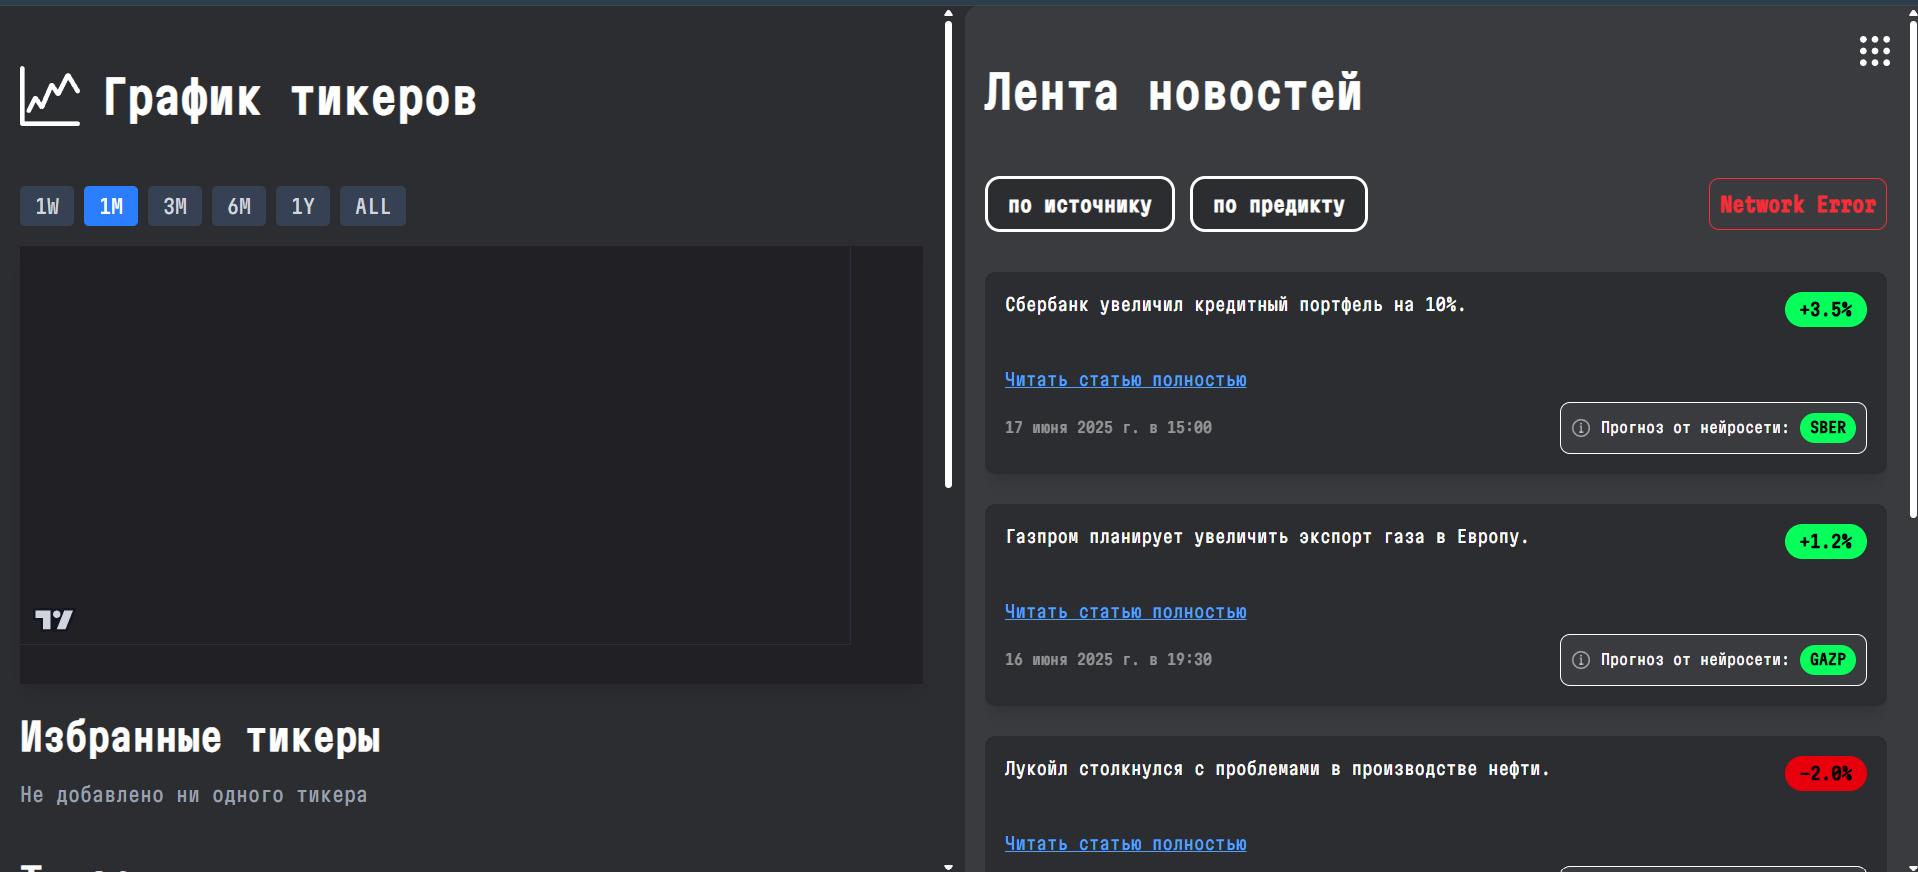 График тикеров
1W 1M 3M 6M 1Y ALL
Избранные тикеры
Не добавлено ни одного тикера
Лента новостей
по источнику по предикту Network Error
Сбербанк увеличил кредитный портфель на 10%. +3.5%
Читать статью полностью
17 июня 2025 г. в 15:00 Прогноз от нейросети: SBER
Газпром планирует увеличить экспорт газа в Европу. +1.2%
Читать статью полностью
16 июня 2025 г. в 19:30 Прогноз от нейросети: GAZP
Лукойл столкнулся с проблемами в производстве нефти. -2.0%
Читать статью полностью